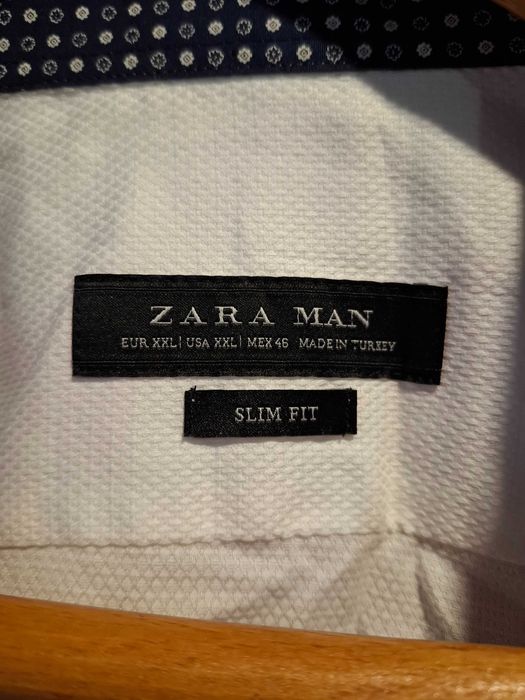 ZARA MAN
EUR XXL| USA XXL| MEX 46 MADE IN TURKEY
SLIM FIT